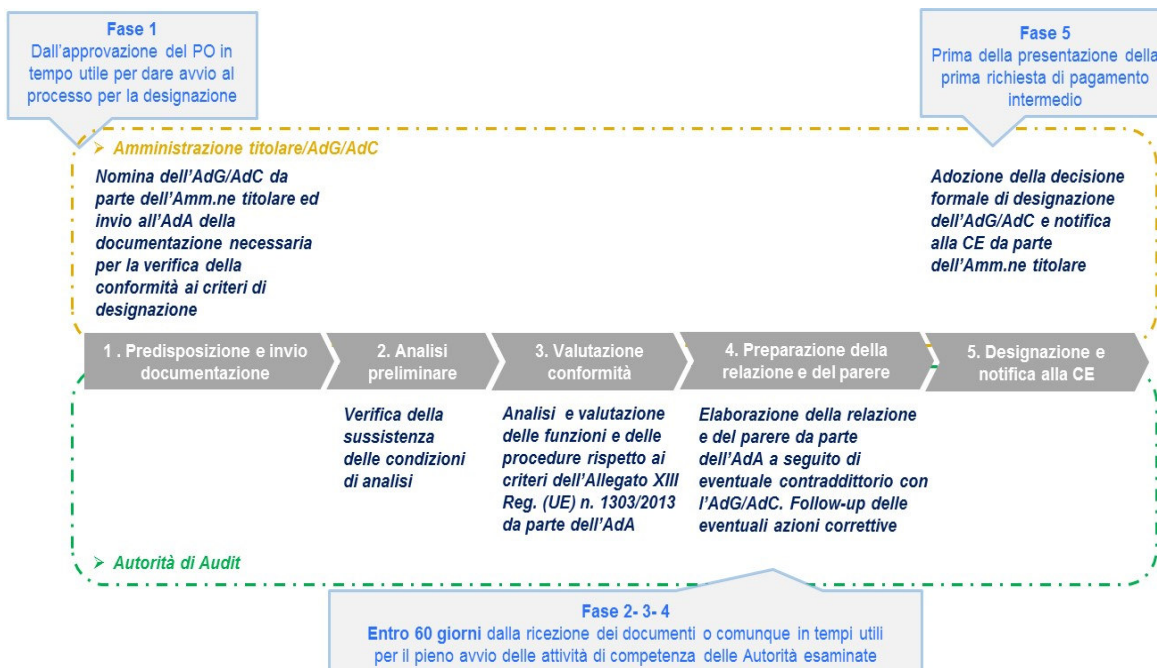 Fase 1
Dall'approvazione del PO in
tempo utile per dare avvio al
processo per la designazione
Fase 5
Prima della presentazione della
prima richiesta di pagamento
intermedio
➢ Amministrazione titolare/AdG/AdC
Nomina dell'AdG/AdC da
parte dell'Amm.ne titolare ed
invio all'AdA della
documentazione necessaria
per la verifica della
conformità ai criteri di
designazione
Adozione della decisione
formale di designazione
dell'AdG/AdC e notifica
alla CE da parte
dell'Amm.ne titolare
1 . Predisposizione e invio
documentazione
2. Analisi
preliminare
3. Valutazione
conformità
4. Preparazione della
relazione e del parere
5. Designazione e
notifica alla CE
Verifica della
sussistenza
delle condizioni
di analisi
Analisi e valutazione
delle funzioni e delle
procedure rispetto ai
criteri dell'Allegato XIII
Reg. (UE) n. 1303/2013
da parte dell'AdA
Elaborazione della relazione
e del parere da parte
dell'AdA a seguito di
eventuale contraddittorio con
l'AdG/AdC. Follow-up delle
eventuali azioni correttive
➢ Autorità di Audit
Fase 2- 3- 4
Entro 60 giorni dalla ricezione dei documenti o comunque in tempi utili
per il pieno avvio delle attività di competenza delle Autorità esaminate